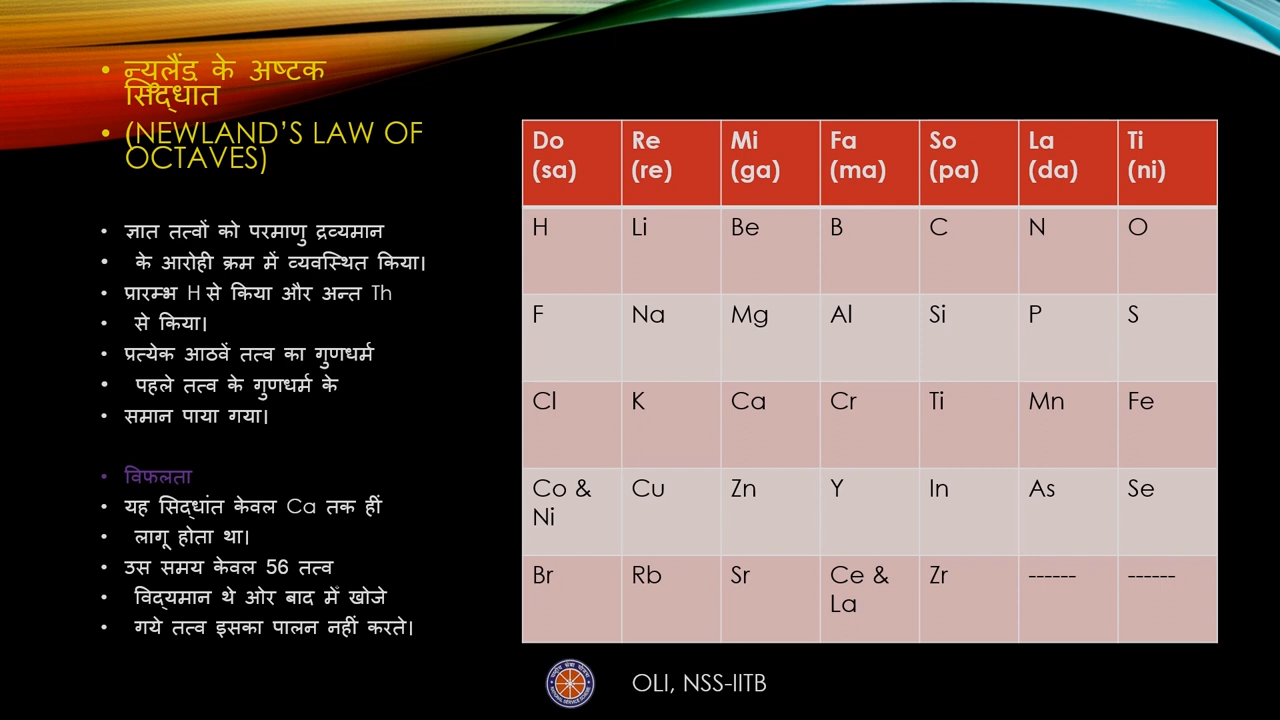 • न्यूलैंड के अष्टक
सिद्धांत
• (NEWLAND'S LAW OF
OCTAVES)
• ज्ञात तत्वों को परमाणु द्रव्यमान
• के आरोही क्रम में व्यवस्थित किया।
• प्रारम्भ H से किया और अन्त Th
• से किया।
• प्रत्येक आठवें तत्व का गुणधर्म
• पहले तत्व के गुणधर्म के
• समान पाया गया।
• विफलता
• यह सिद्धांत केवल Ca तक हीं
• लागू होता था।
• उस समय केवल 56 तत्व
• विद्यमान थे ओर बाद में खोजे
• गये तत्व इसका पालन नहीं करते।
Do Re Mi Fa So La Ti
(sa) (re) (ga) (ma) (pa) (da) (ni)
H Li Be B C N O
F Na Mg Al Si P S
Cl K Ca Cr Ti Mn Fe
Co & Cu Zn Y In As Se
Ni
Br Rb Sr Ce & Zr ------ ------
La
OLI, NSS-IITB